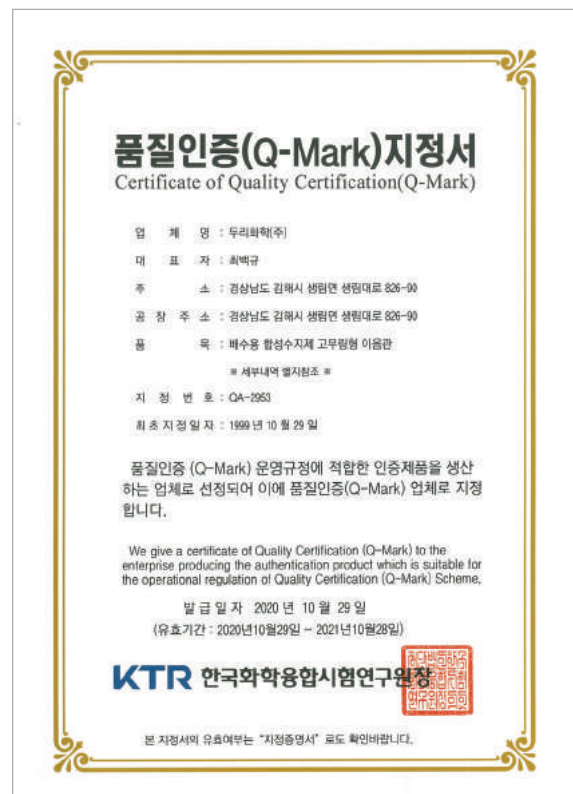 품질인증(Q-Mark)지정서
Certificate of Quality Certification(Q-Mark)
업 체 명 : 두리화학(주)
대 표 자 : 최백규
주 소 : 경상남도 김해시 생림면 생림대로 826-90
공 장 주 소 : 경상남도 김해시 생림면 생림대로 826-90
품 목 : 배수용 합성수지제 고무링형 이음관
※ 세부내역 별지참조 ※
지 정 번 호 : QA-2953
최초지정일자 : 1999 년 10 월 29 일
품질인증 (Q-Mark) 운영규정에 적합한 인증제품을 생산
하는 업체로 선정되어 이에 품질인증(Q-Mark) 업체로 지정
합니다.
We give a certificate of Quality Certification (Q-Mark) to the
enterprise producing the authentication product which is suitable for
the operational regulation of Quality Certification (Q-Mark) Scheme.
발급일자 2020 년 10 월 29 일
(유효기간 : 2020년10월29일 ~ 2021년10월28일)
KTR 한국화학융합시험연구원장
본 지정서의 유효여부는 "지정증명서" 로도 확인바랍니다.